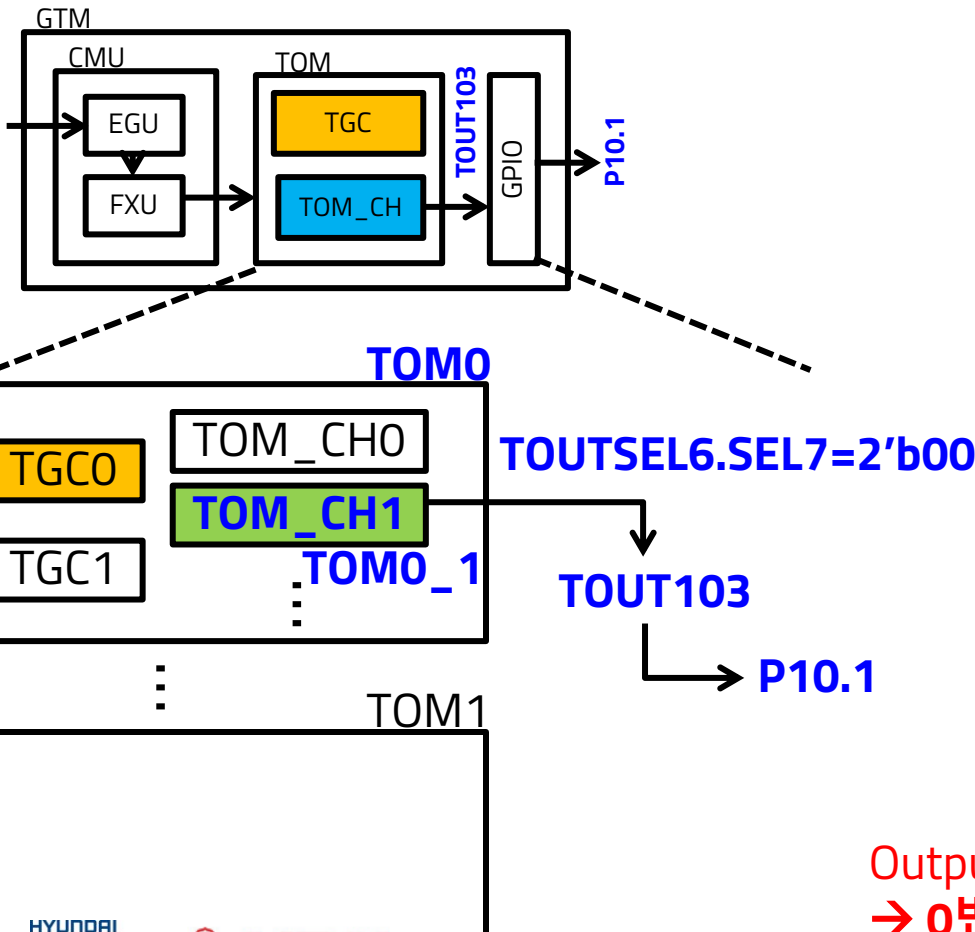 GTM
CMU
TOM
EGU
TGC
TOUT103
GPIO
P10.1
FXU
TOM_CH
TOM0
TOM_CH0
TOUTSEL6.SEL7=2’b00
TGC0
TOM_CH1
TGC1
TOM0_1
TOUT103
P10.1
TOM1
HYUNDAI